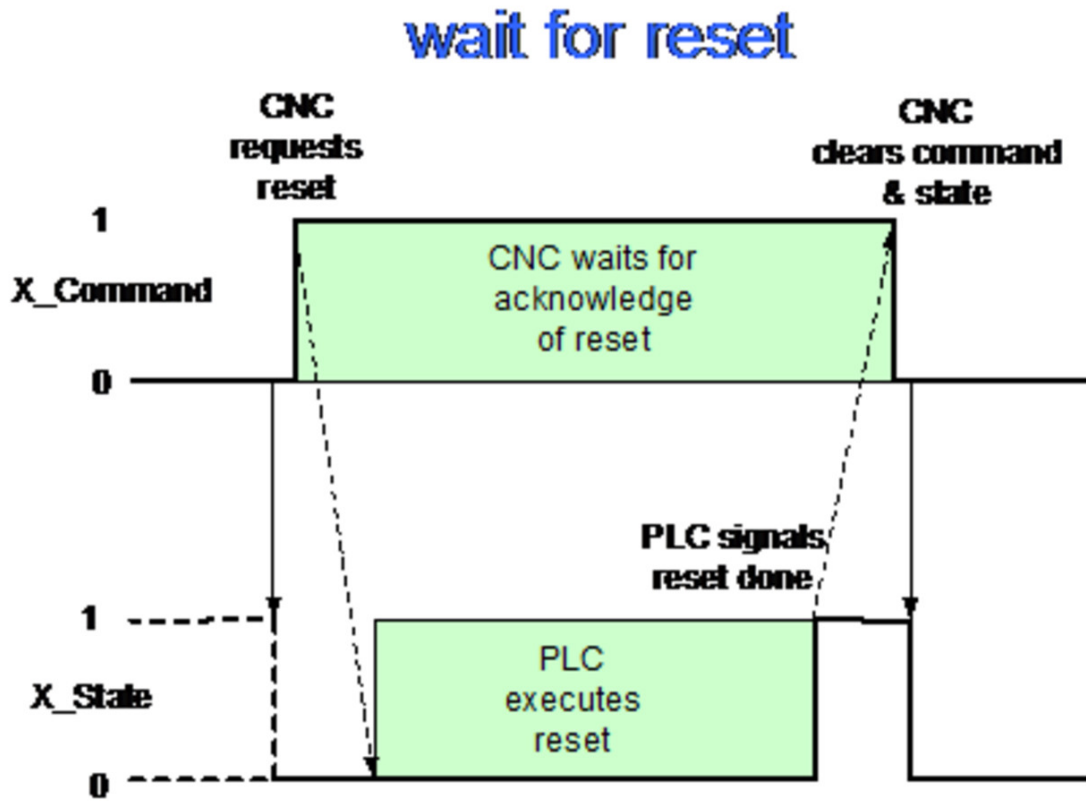 wait for reset
CNC
requests
reset
CNC
clears command
& state
1
X_Command
0
CNC waits for
acknowledge
of reset
PLC signals
reset done
1
X_State
0
PLC
executes
reset